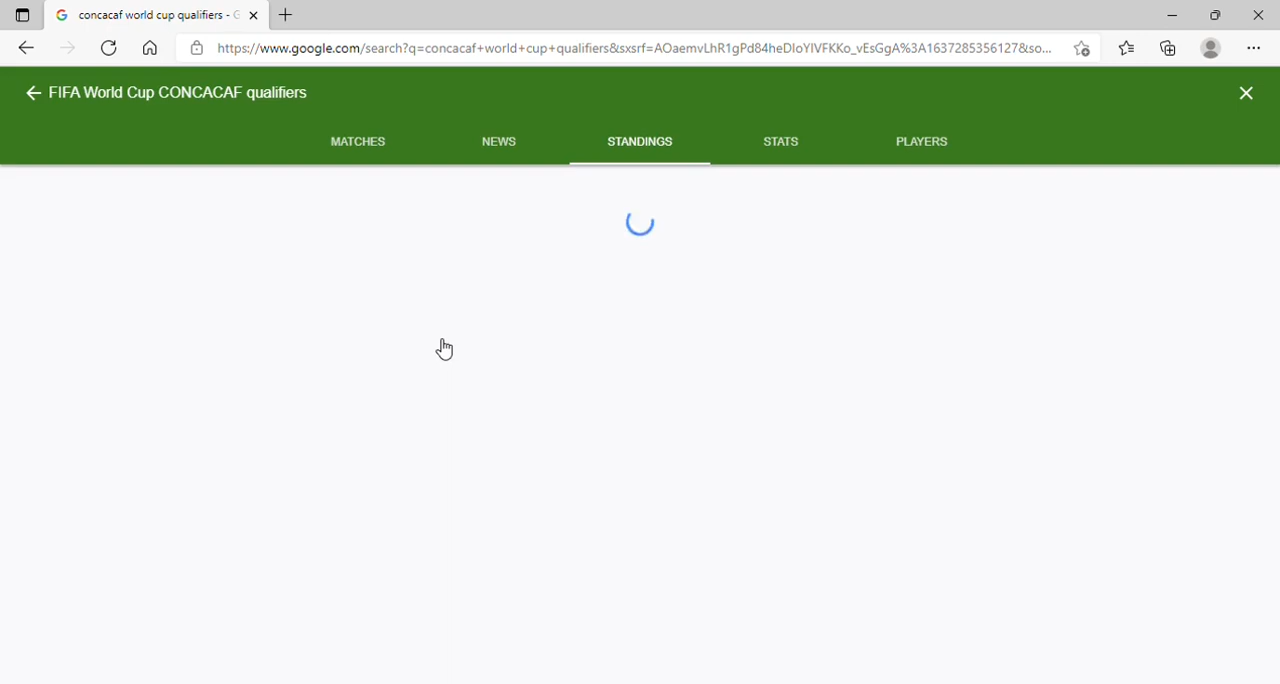 concacaf world cup qualifiers - G
https://www.google.com/search?q=concacaf+world+cup+qualifiers&sxsrf=AOaemvLhR1gPd84heDIoYIVFKKo_vEsGgA%3A1637285356127&so...
FIFA World Cup CONCACAF qualifiers
MATCHES NEWS STANDINGS STATS PLAYERS